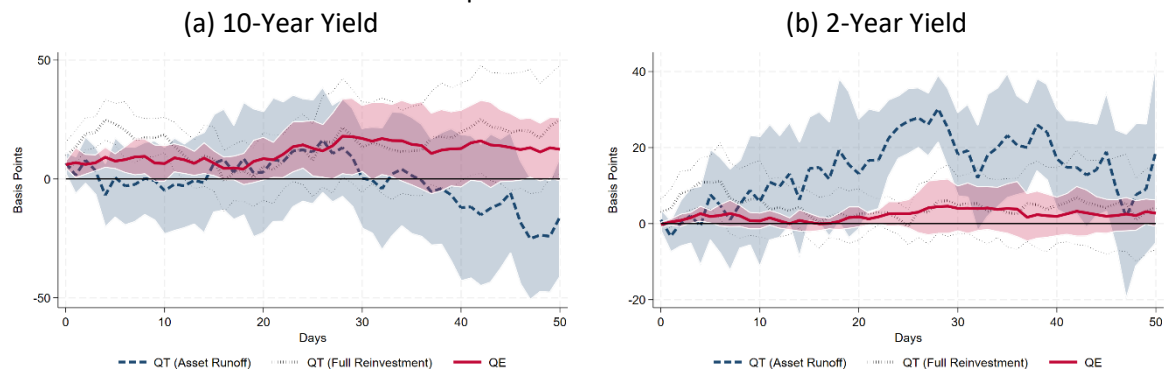 (a) 10-Year Yield
50
0
-50
Basis Points
0 10 20 30 40 50
Days
QT (Asset Runoff) QT (Full Reinvestment) QE
(b) 2-Year Yield
40
20
0
-20
Basis Points
0 10 20 30 40 50
Days
QT (Asset Runoff) QT (Full Reinvestment) QE